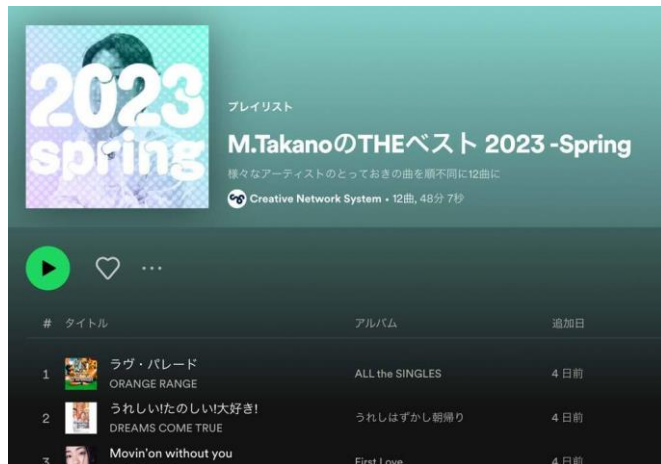 2023
spring
プレイリスト
M.TakanoのTHEベスト 2023 -Spring
様々なアーティストのとっておきの曲を順不同に12曲に
Creative Network System • 12曲, 48分 7秒
# タイトル アルバム 追加日
1 ラヴ・パレード ALL the SINGLES 4 日前
ORANGE RANGE
2 うれしい!たのしい!大好き! うれしはずかし朝帰り 4 日前
DREAMS COME TRUE
3 Movin'on without you First Love 4 日前